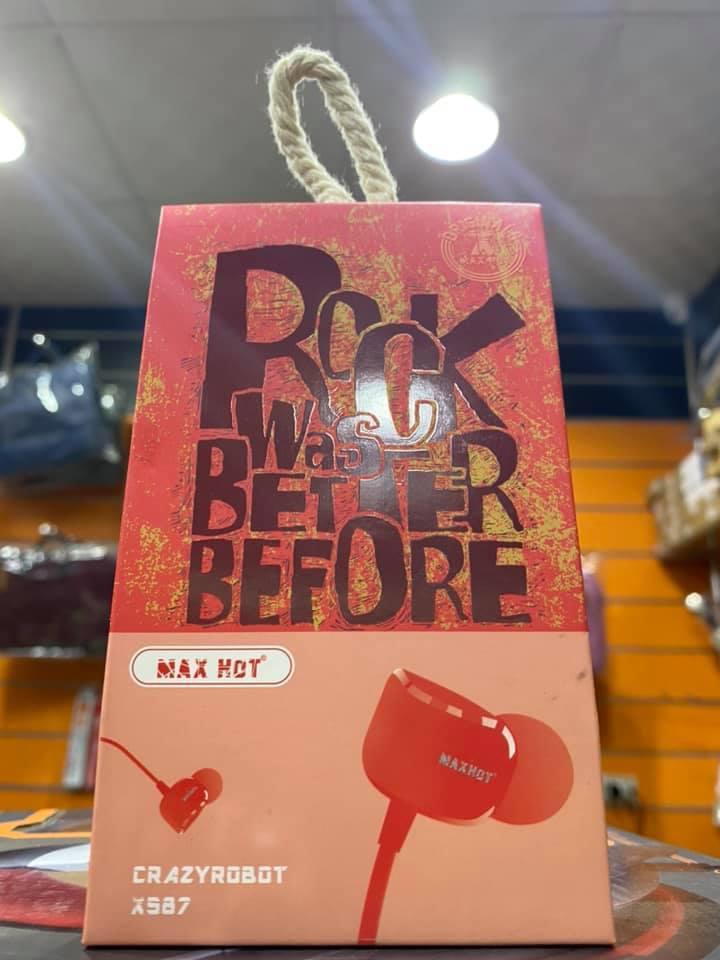 ROCK
WaS
BETTER
BEFORE
MAX HOT®
MAXHOT
CRAZYROBOT
X587